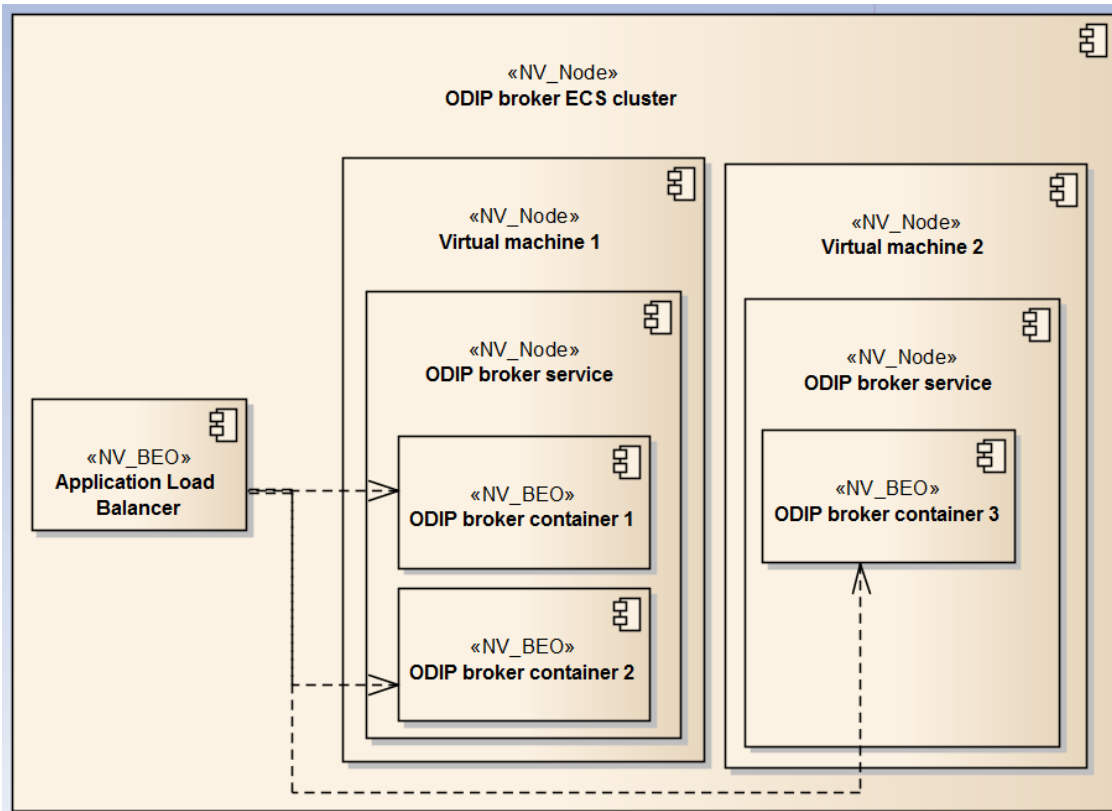 «NV_Node»
ODIP broker ECS cluster
«NV_Node»
Virtual machine 1
«NV_Node»
ODIP broker service
«NV_BEO»
Application Load
Balancer
«NV_BEO»
ODIP broker container 1
«NV_BEO»
ODIP broker container 2
«NV_Node»
Virtual machine 2
«NV_Node»
ODIP broker service
«NV_BEO»
ODIP broker container 3